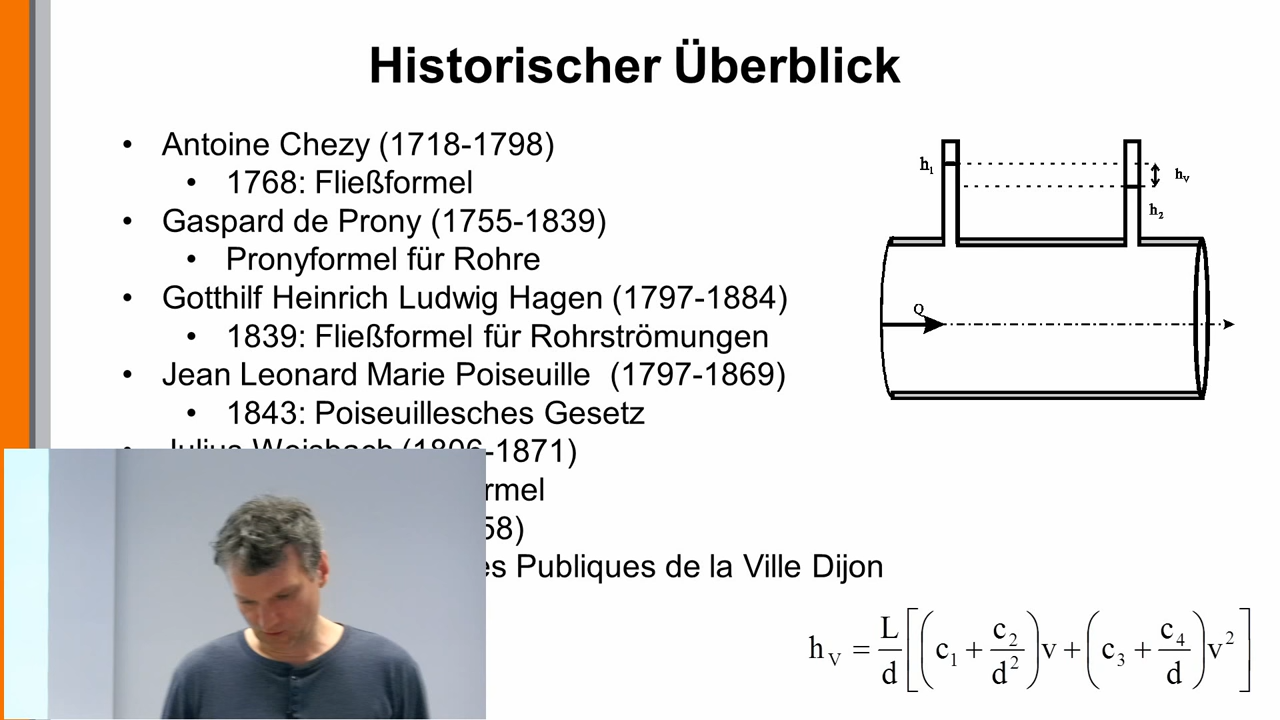 Historischer Überblick
• Antoine Chezy (1718-1798)
• 1768: Fließformel
• Gaspard de Prony (1755-1839)
• Pronyformel für Rohre
• Gotthilf Heinrich Ludwig Hagen (1797-1884)
• 1839: Fließformel für Rohrströmungen
• Jean Leonard Marie Poiseuille (1797-1869)
• 1843: Poiseuillesches Gesetz
• Julius Weisbach (1806-1871)
rmel
58)
es Publiques de la Ville Dijon
h₁
hᵥ
h₂
Q
h_V = L/d [(c₁ + c₂/d²)v + (c₃ + c₄/d)v²]